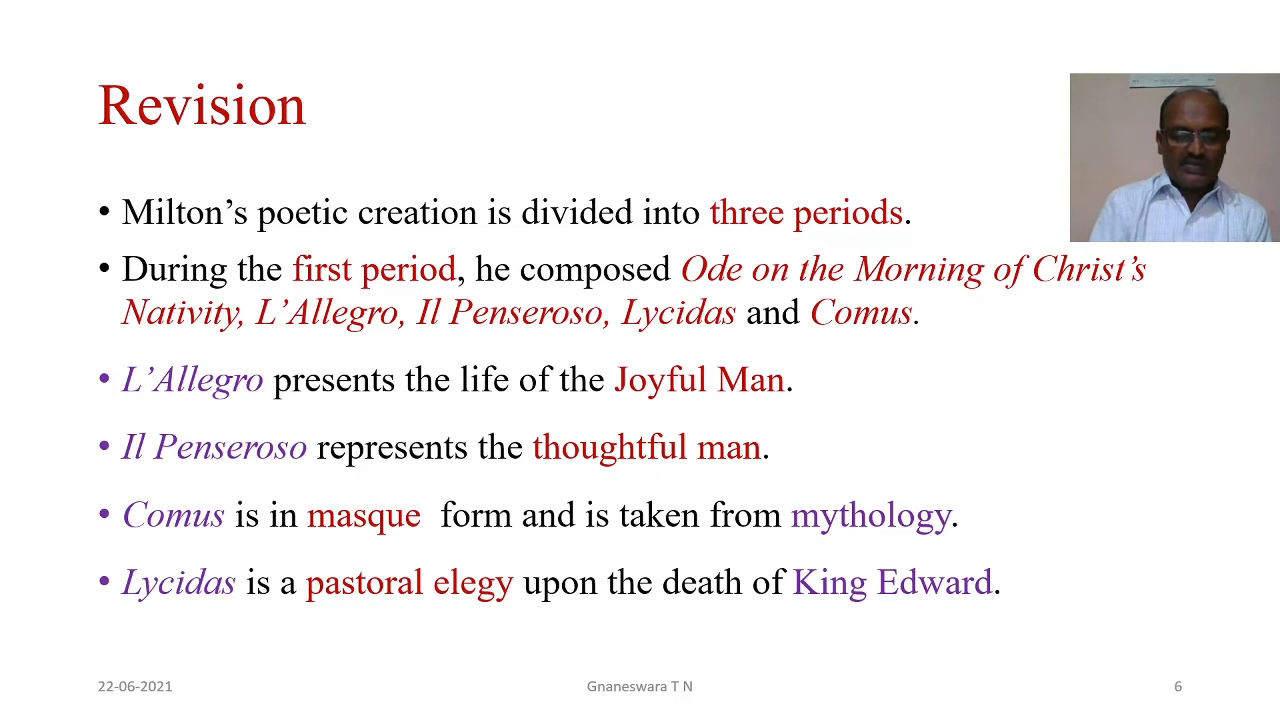 Revision
• Milton’s poetic creation is divided into three periods.
• During the first period, he composed Ode on the Morning of Christ’s
Nativity, L’Allegro, Il Penseroso, Lycidas and Comus.
• L’Allegro presents the life of the Joyful Man.
• Il Penseroso represents the thoughtful man.
• Comus is in masque  form and is taken from mythology.
• Lycidas is a pastoral elegy upon the death of King Edward.
22-06-2021
Gnaneswara T N
6